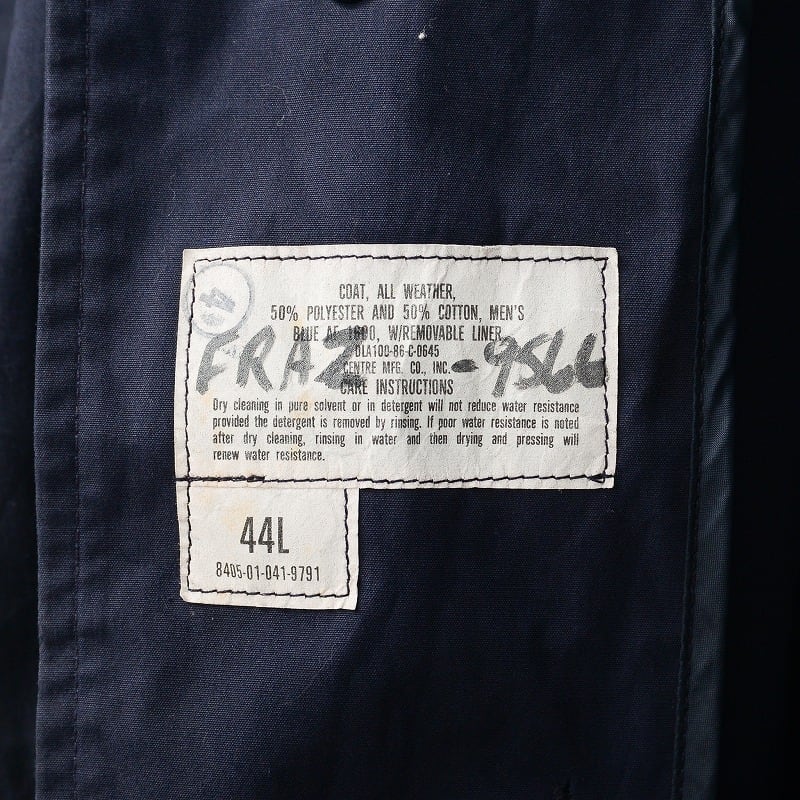 COAT, ALL WEATHER,
50% POLYESTER AND 50% COTTON, MEN'S
BLUE AF 1600, W/REMOVABLE LINER
DLA100-86-C-0645
FRAZ -9566
CENTRE MFG. CO., INC.
CARE INSTRUCTIONS
Dry cleaning in pure solvent or in detergent will not reduce water resistance
provided the detergent is removed by rinsing. If poor water resistance is noted
after dry cleaning, rinsing in water and then drying and pressing will
renew water resistance.
44L
8405-01-041-9791